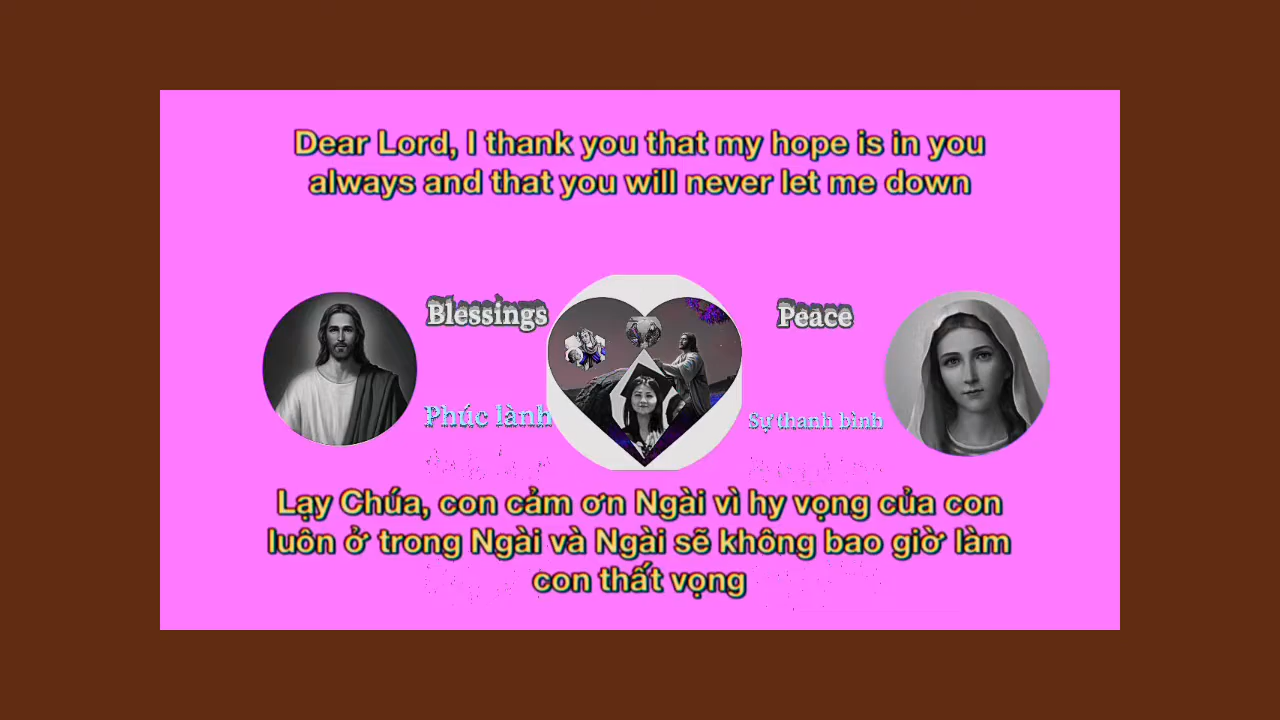 Dear Lord, I thank you that my hope is in you
always and that you will never let me down
Blessings
Peace
Phúc lành
Sự thanh bình
Lạy Chúa, con cảm ơn Ngài vì hy vọng của con
luôn ở trong Ngài và Ngài sẽ không bao giờ làm
con thất vọng